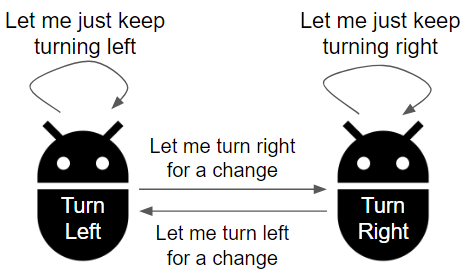 Let me just keep
turning left
Let me just keep
turning right
Let me turn right
for a change
Turn
Left
Turn
Right
Let me turn left
for a change